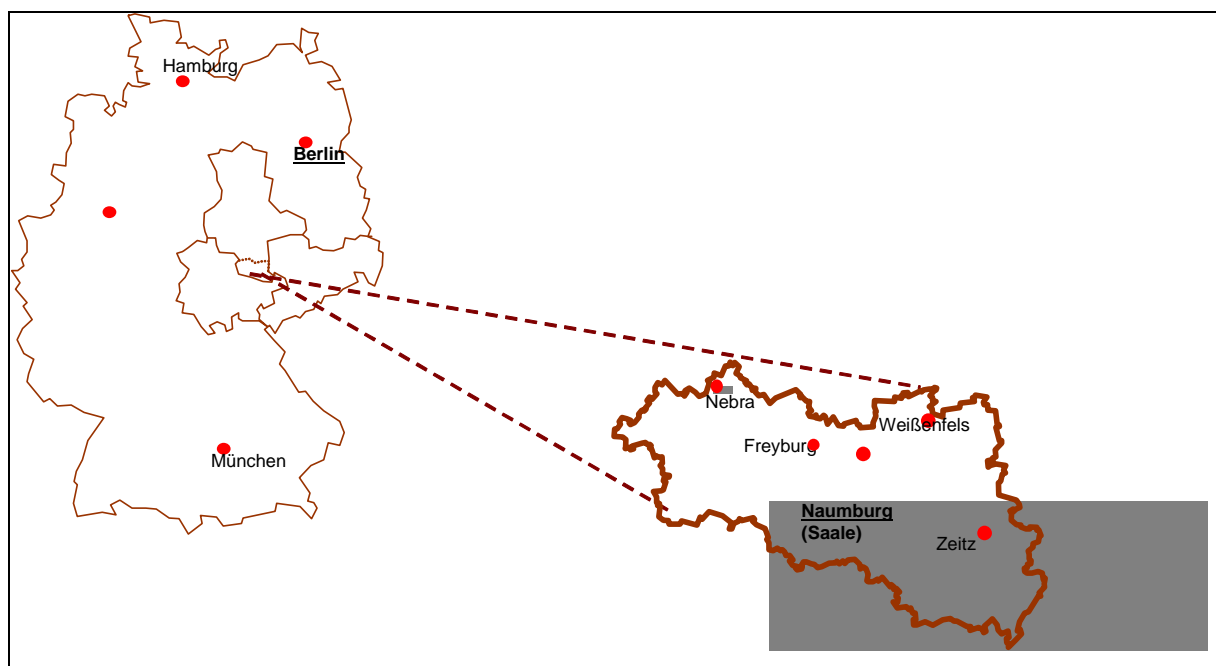 Hamburg
Berlin
München
Nebra
Weißenfels
Freyburg
Naumburg
(Saale)
Zeitz